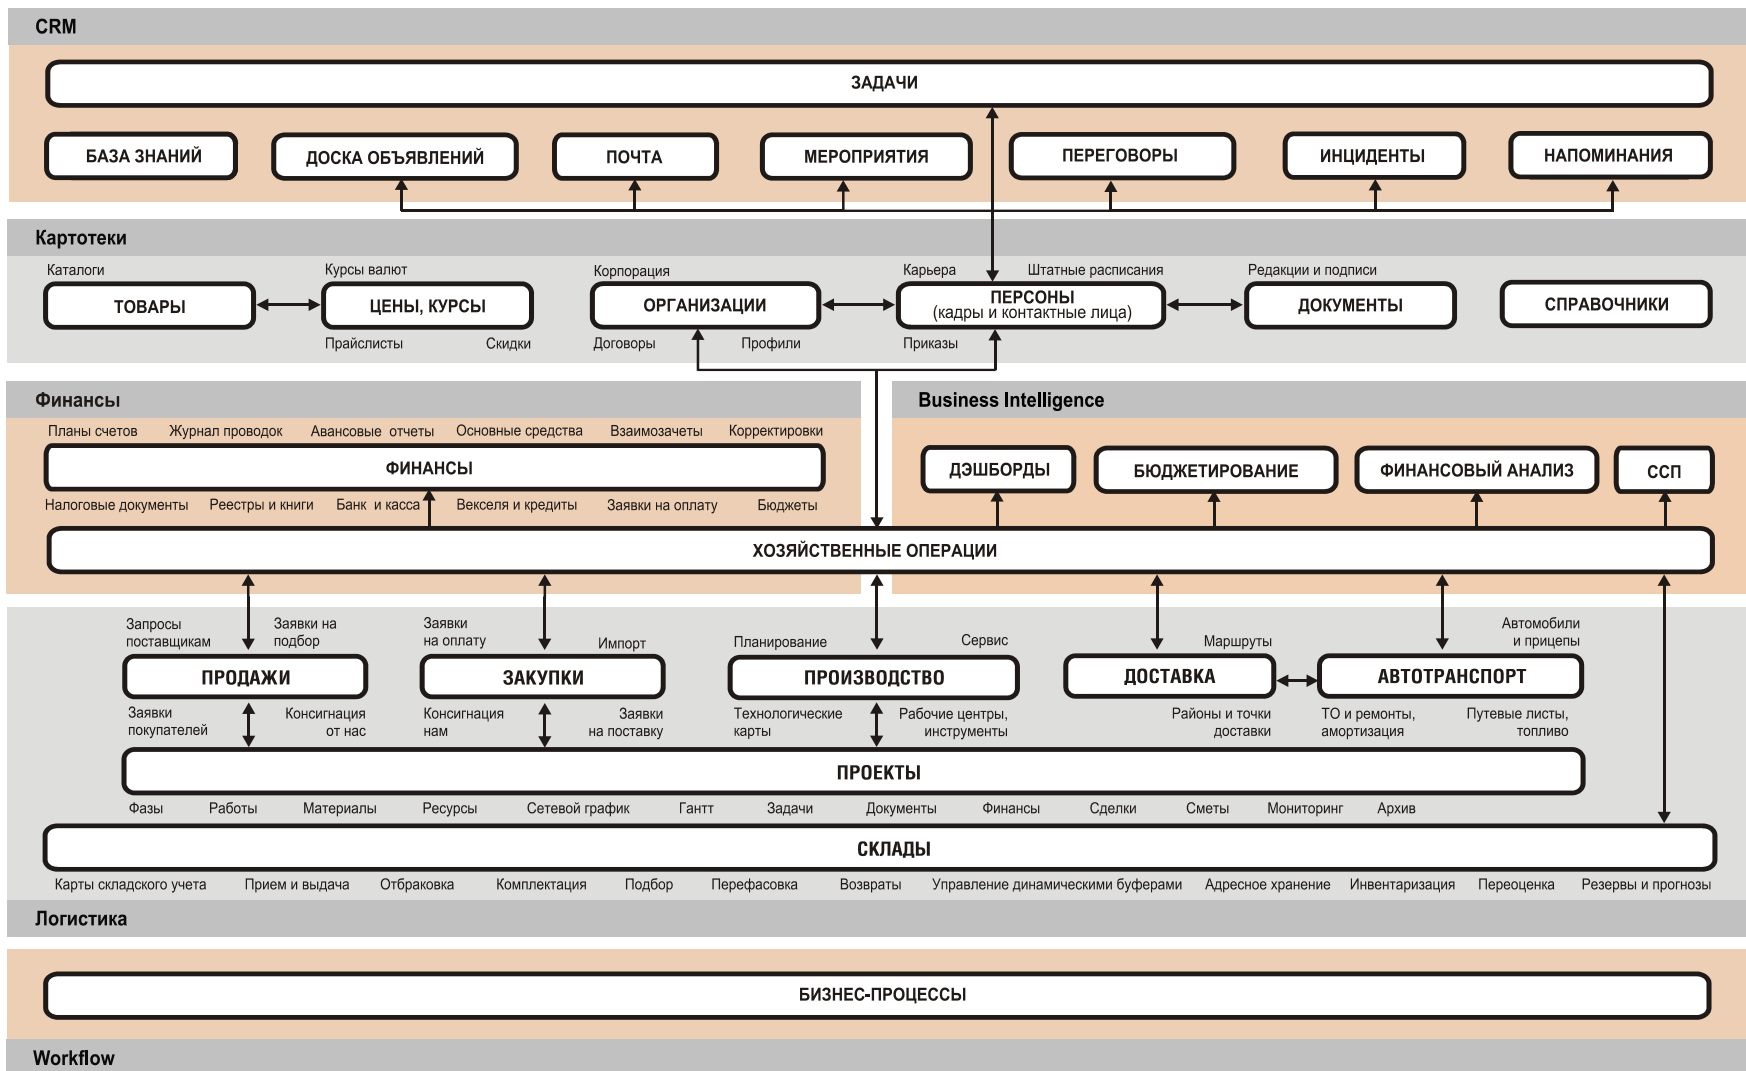 CRM
ЗАДАЧИ
БАЗА ЗНАНИЙ
ДОСКА ОБЪЯВЛЕНИЙ
ПОЧТА
МЕРОПРИЯТИЯ
ПЕРЕГОВОРЫ
ИНЦИДЕНТЫ
НАПОМИНАНИЯ
Картотеки
Каталоги
Курсы валют
Корпорация
Карьера
Штатные расписания
Редакции и подписи
ТОВАРЫ
ЦЕНЫ, КУРСЫ
ОРГАНИЗАЦИИ
ПЕРСОНЫ
(кадры и контактные лица)
ДОКУМЕНТЫ
СПРАВОЧНИКИ
Прайслисты
Скидки
Договоры
Профили
Приказы
Финансы
Планы счетов
Журнал проводок
Авансовые отчеты
Основные средства
Взаимозачеты
Корректировки
ФИНАНСЫ
Налоговые документы
Реестры и книги
Банк и касса
Векселя и кредиты
Заявки на оплату
Бюджеты
Business Intelligence
ДЭШБОРДЫ
БЮДЖЕТИРОВАНИЕ
ФИНАНСОВЫЙ АНАЛИЗ
ССП
ХОЗЯЙСТВЕННЫЕ ОПЕРАЦИИ
Запросы
поставщикам
Заявки на
подбор
Заявки
на оплату
Импорт
Планирование
Сервис
Маршруты
Автомобили
и прицепы
ПРОДАЖИ
ЗАКУПКИ
ПРОИЗВОДСТВО
ДОСТАВКА
АВТОТРАНСПОРТ
Заявки
покупателей
Консигнация
от нас
Консигнация
нам
Заявки
на поставку
Технологические
карты
Рабочие центры,
инструменты
Районы и точки
доставки
ТО и ремонты,
амортизация
Путевые листы,
топливо
ПРОЕКТЫ
Фазы
Работы
Материалы
Ресурсы
Сетевой график
Гантт
Задачи
Документы
Финансы
Сделки
Сметы
Мониторинг
Архив
СКЛАДЫ
Карты складского учета
Прием и выдача
Отбраковка
Комплектация
Подбор
Перефасовка
Возвраты
Управление динамическими буферами
Адресное хранение
Инвентаризация
Переоценка
Резервы и прогнозы
Логистика
БИЗНЕС-ПРОЦЕССЫ
Workflow